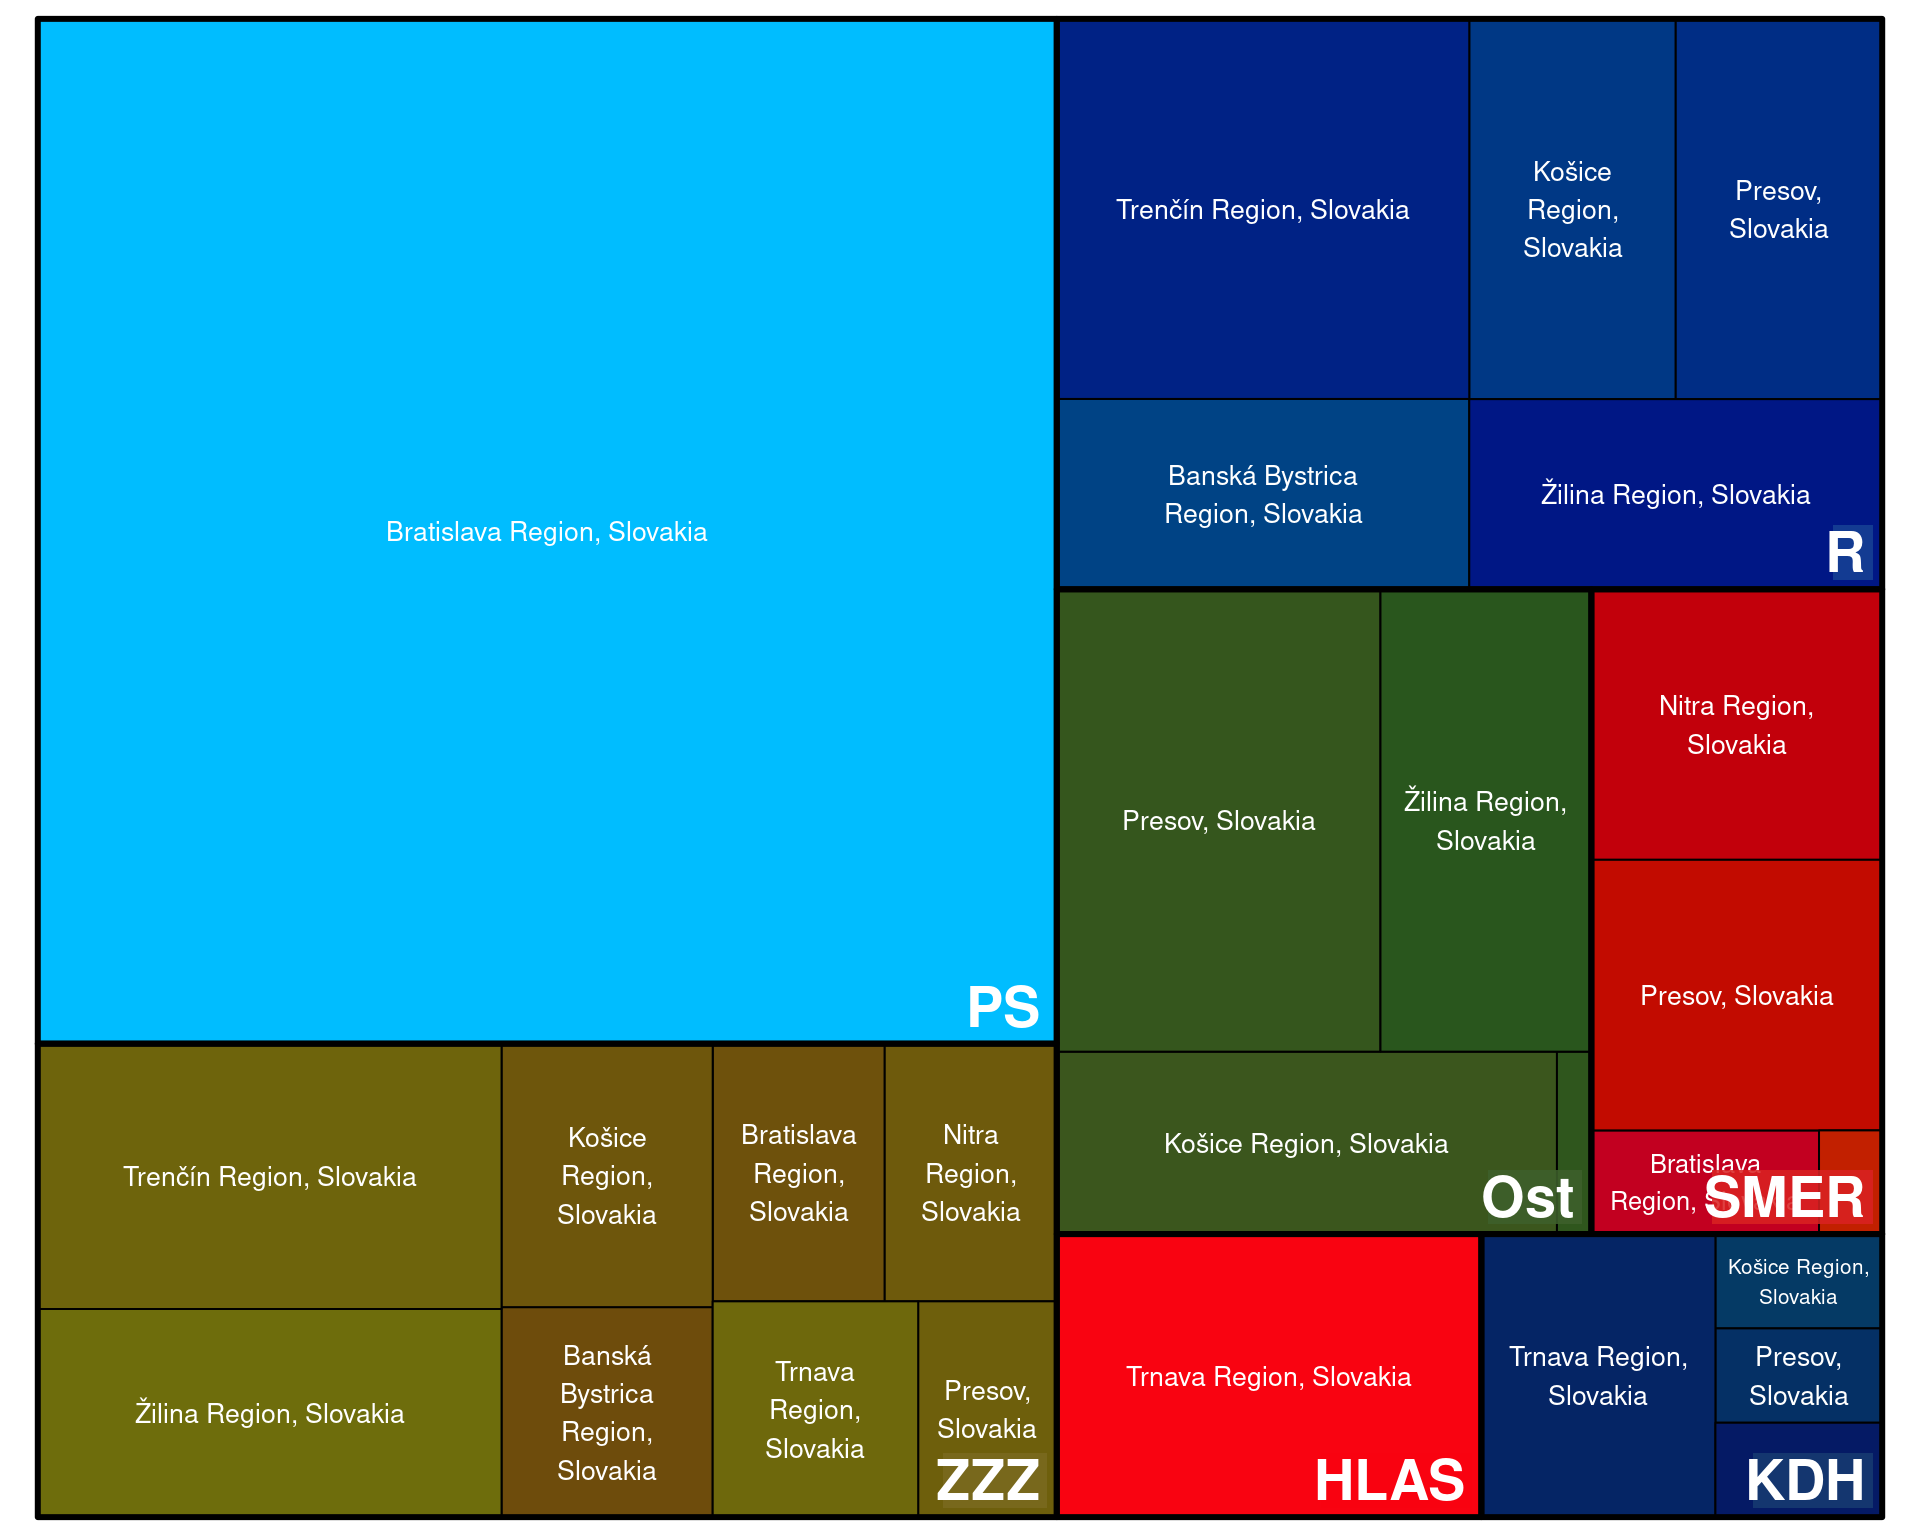 Bratislava Region, Slovakia
PS
Trenčín Region, Slovakia
Košice
Region,
Slovakia
Presov,
Slovakia
Banská Bystrica
Region, Slovakia
Žilina Region, Slovakia
R
Presov, Slovakia
Žilina Region,
Slovakia
Košice Region, Slovakia
Ost
Nitra Region,
Slovakia
Presov, Slovakia
Bratislava
Region,
SMER
Trenčín Region, Slovakia
Košice
Region,
Slovakia
Bratislava
Region,
Slovakia
Nitra
Region,
Slovakia
Žilina Region, Slovakia
Banská
Bystrica
Region,
Slovakia
Trnava
Region,
Slovakia
Presov,
Slovakia
ZZZ
Trnava Region, Slovakia
HLAS
Trnava Region,
Slovakia
Košice Region,
Slovakia
Presov,
Slovakia
KDH